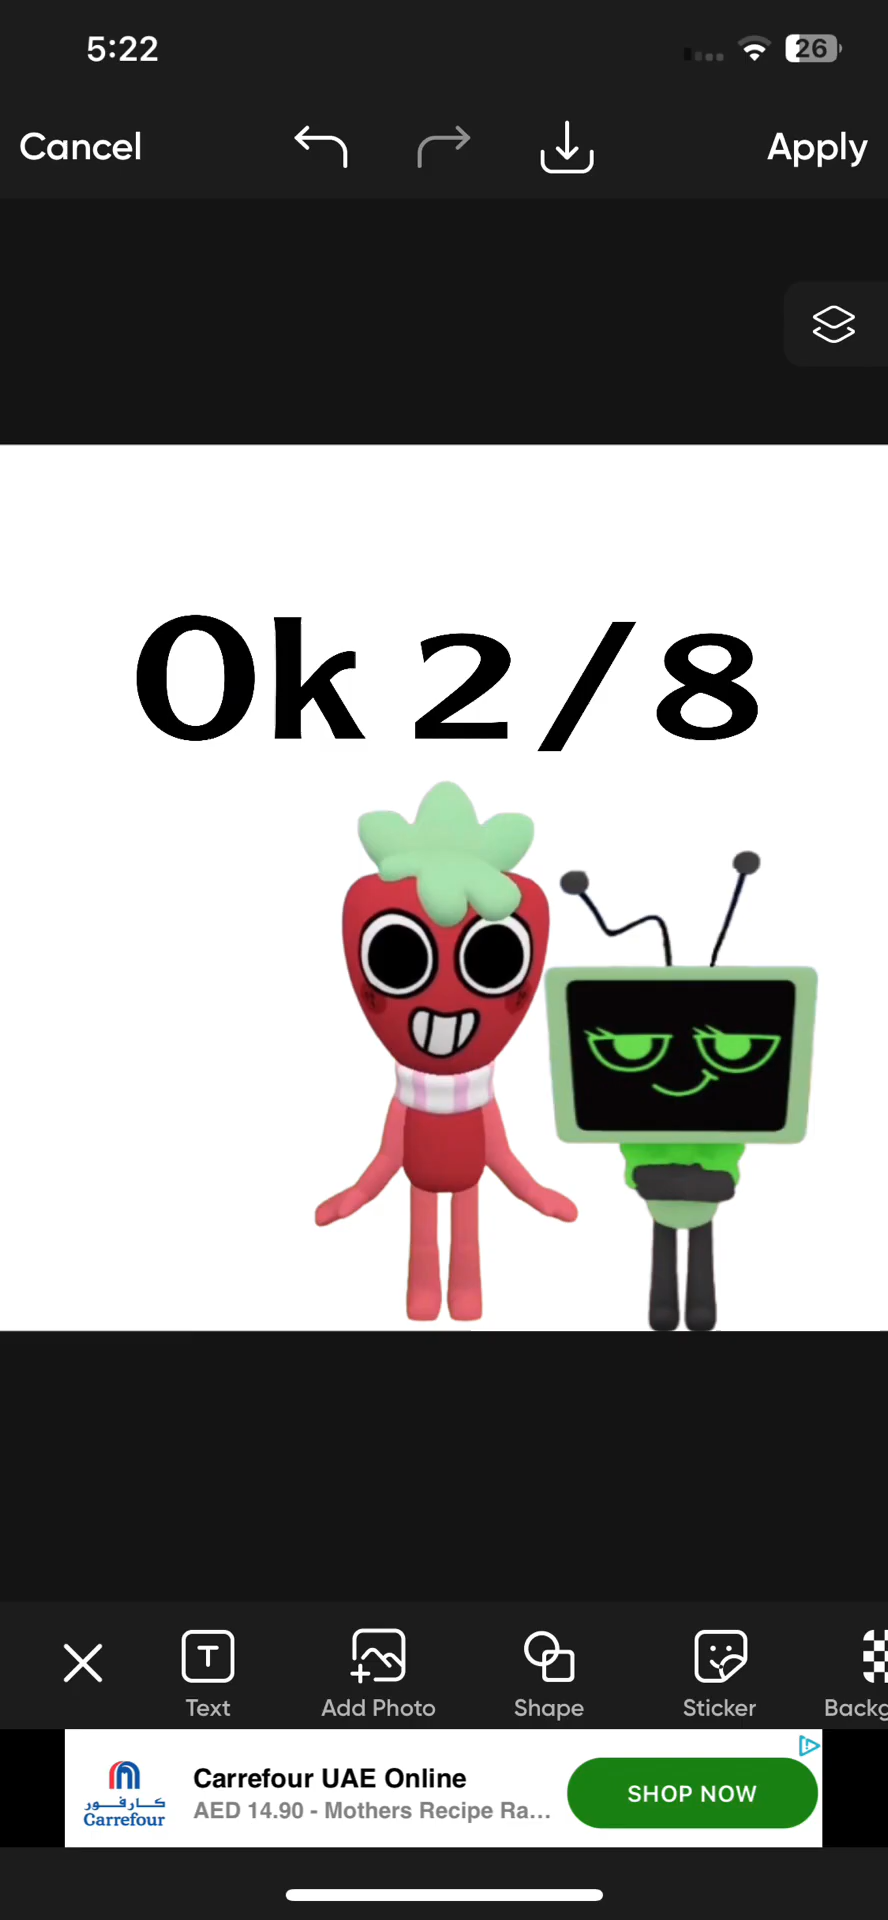 5:22
26
Cancel
Apply
Ok 2/8
Text
Add Photo
Shape
Sticker
Backg
Carrefour UAE Online
AED 14.90 - Mothers Recipe Ra...
SHOP NOW
كارفور
Carrefour